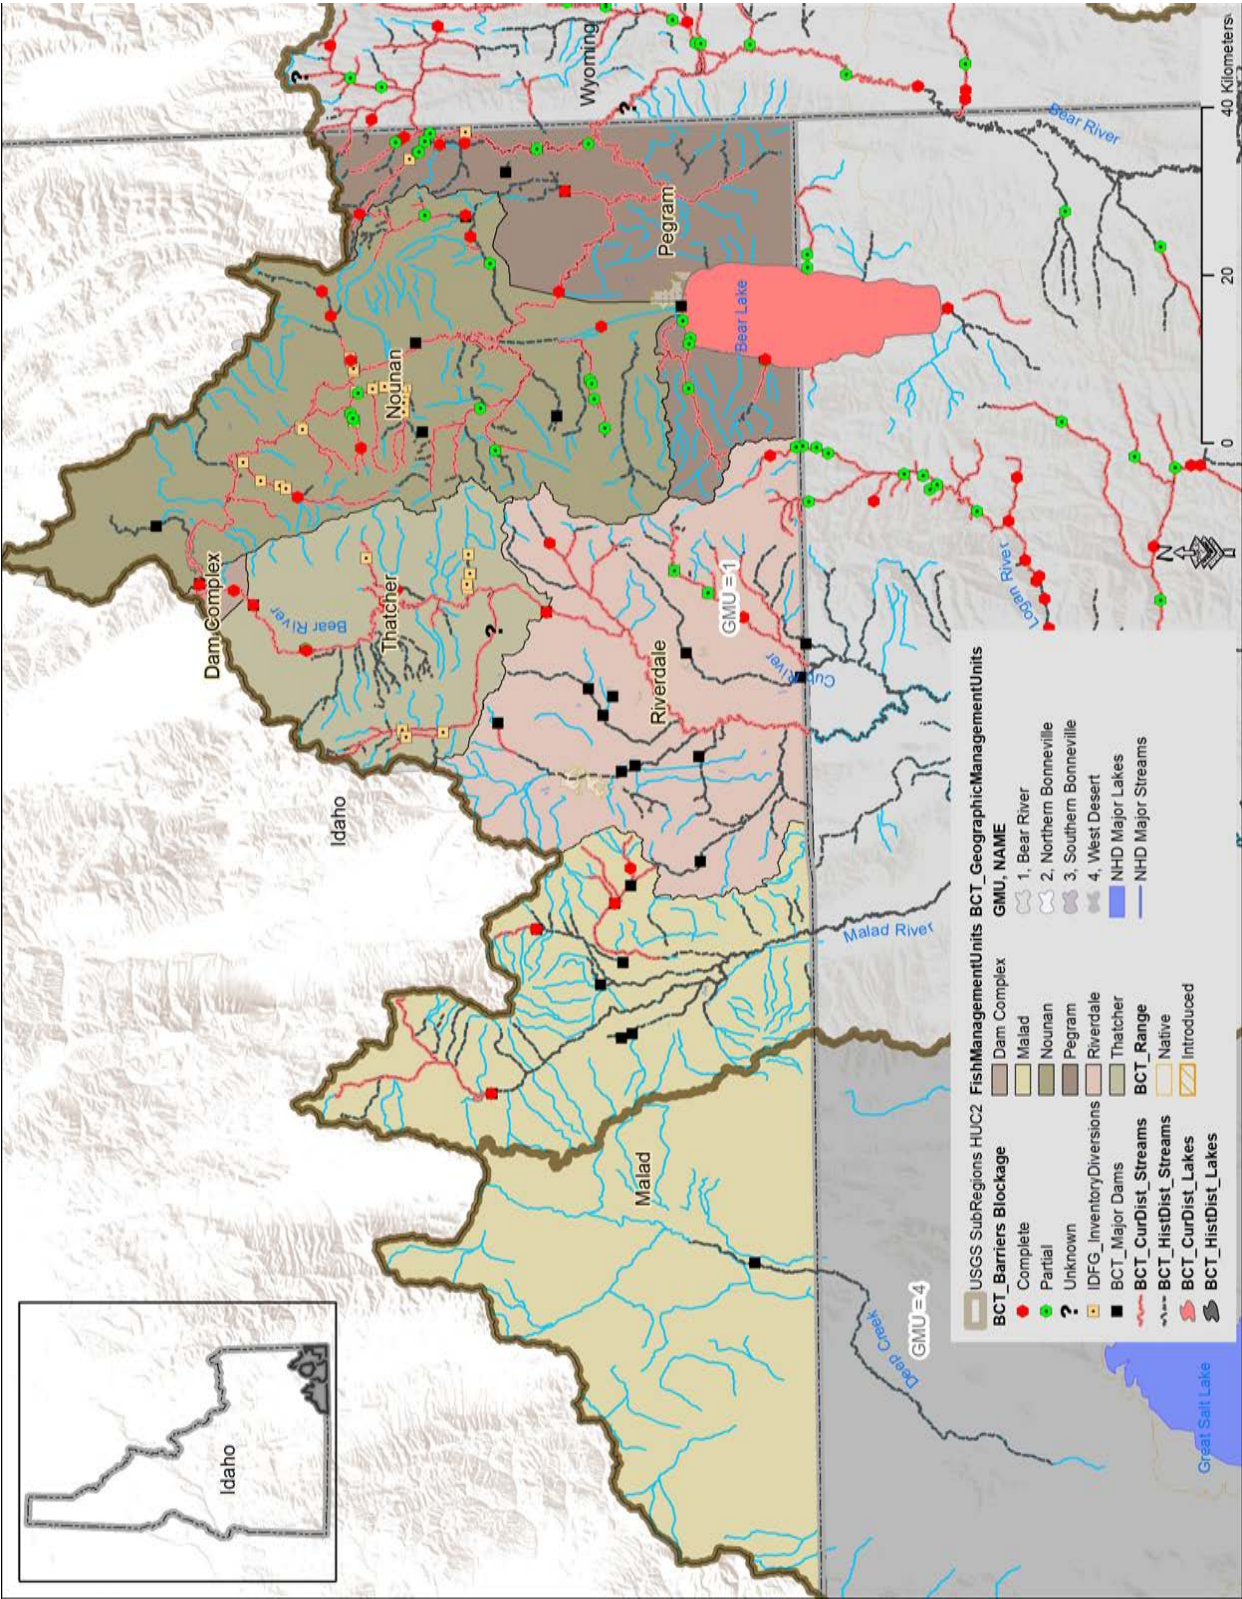 Idaho
Idaho
Wyoming
Dam Complex
Nounan
Thatcher
Bear River
Pegram
Bear Lake
Riverdale
GMU = 1
Cub River
Malad
Malad River
Logan River
Bear River
Deep Creek
GMU = 4
Great Salt Lake
?
?
?
N
0 20 40 Kilometers
USGS SubRegions HUC2
BCT_Barriers Blockage
Complete
Partial
? Unknown
IDFG_InventoryDiversions
BCT_Major Dams
BCT_CurDist_Streams
BCT_HistDist_Streams
BCT_CurDist_Lakes
BCT_HistDist_Lakes
FishManagementUnits
Dam Complex
Malad
Nounan
Pegram
Riverdale
Thatcher
BCT_Range
Native
Introduced
BCT_GeographicManagementUnits
GMU, NAME
1, Bear River
2, Northern Bonneville
3, Southern Bonneville
4, West Desert
NHD Major Lakes
NHD Major Streams